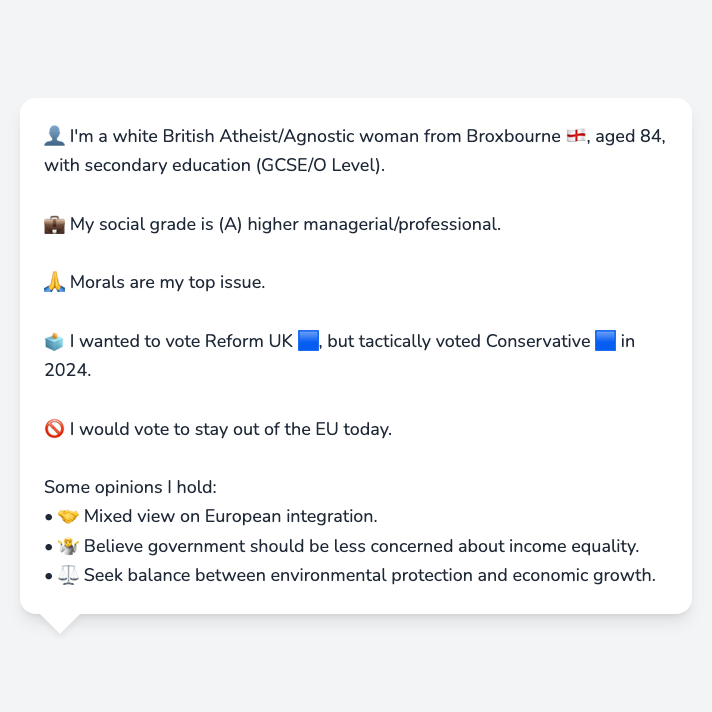 👤 I'm a white British Atheist/Agnostic woman from Broxbourne 🏴󠁧󠁢󠁥󠁮󠁧󠁿, aged 84,
with secondary education (GCSE/O Level).
💼 My social grade is (A) higher managerial/professional.
🙏 Morals are my top issue.
🗳️ I wanted to vote Reform UK 🟦, but tactically voted Conservative 🟦 in
2024.
🚫 I would vote to stay out of the EU today.
Some opinions I hold:
• 🤝 Mixed view on European integration.
• 🤷 Believe government should be less concerned about income equality.
• ⚖️ Seek balance between environmental protection and economic growth.